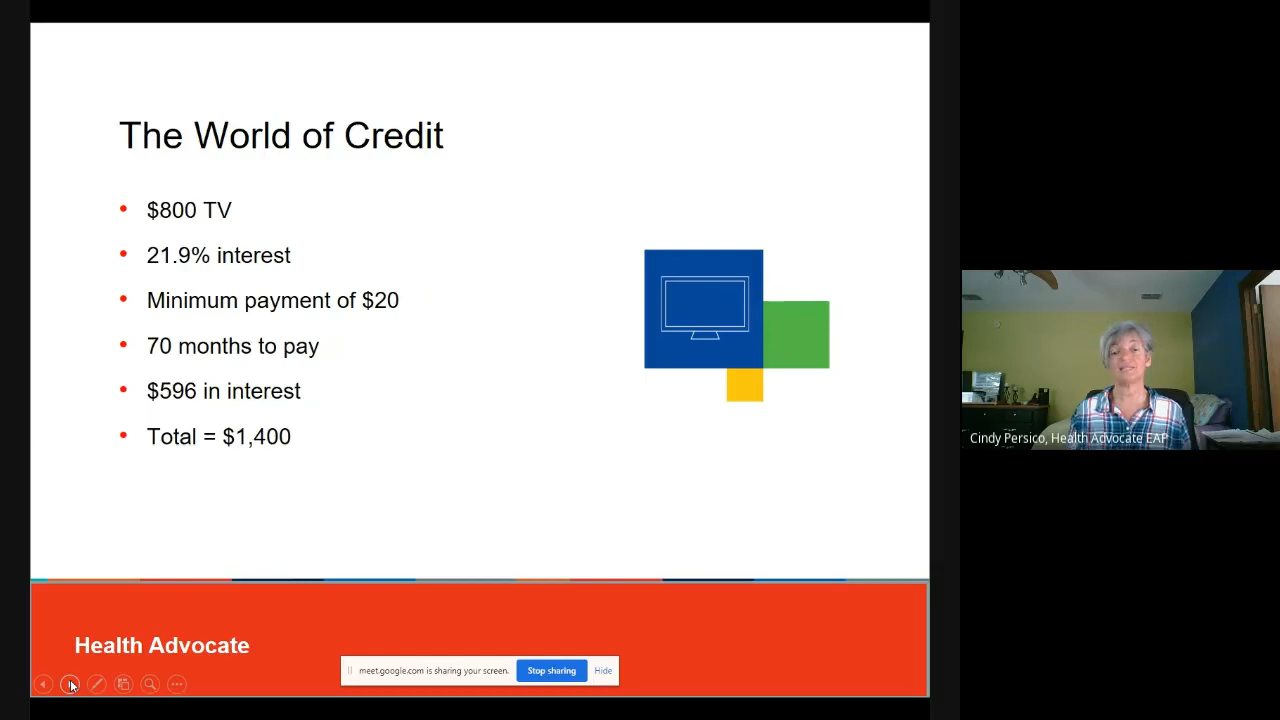 The World of Credit
• $800 TV
• 21.9% interest
• Minimum payment of $20
• 70 months to pay
• $596 in interest
• Total = $1,400
Health Advocate
meet.google.com is sharing your screen.
Stop sharing
Hide
Cindy Persico, Health Advocate EAP